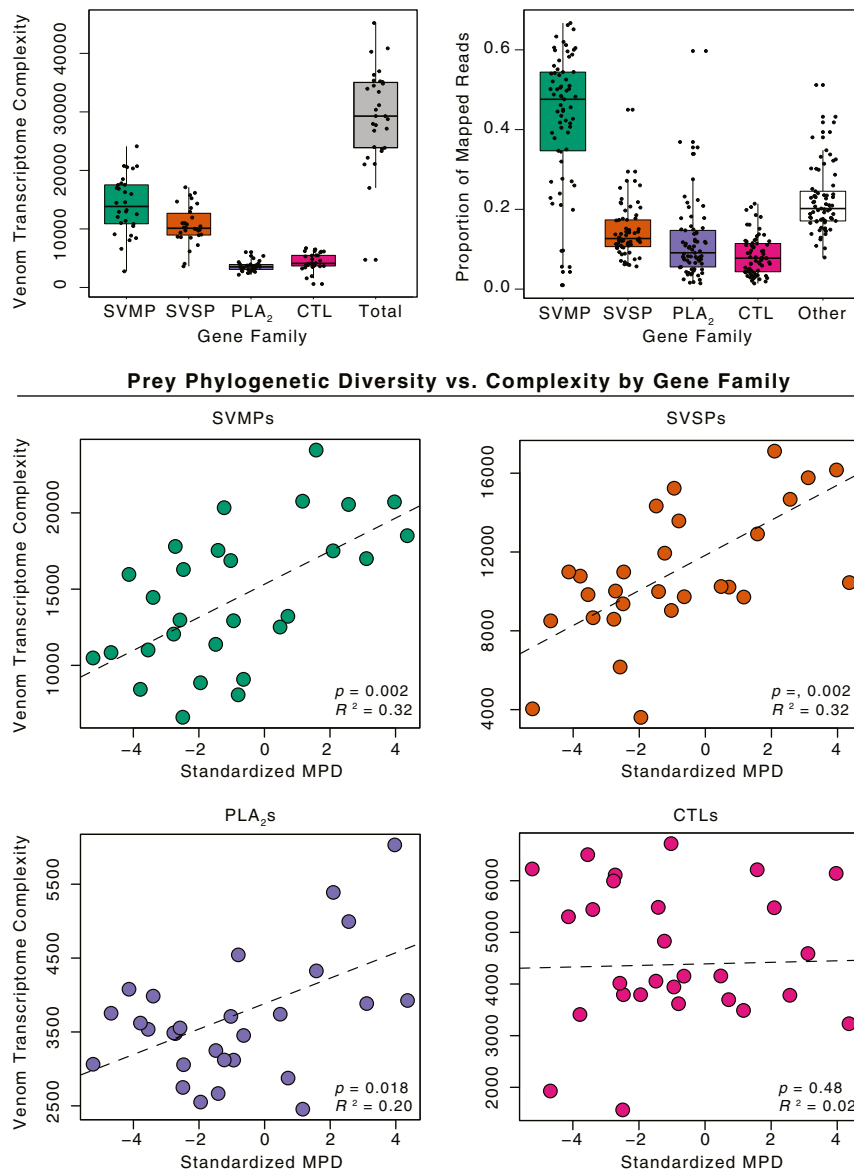 Venom Transcriptome Complexity
40000
30000
20000
10000
0
SVMP SVSP PLA₂ CTL Total
Gene Family
Proportion of Mapped Reads
0.6
0.4
0.2
0.0
SVMP SVSP PLA₂ CTL Other
Gene Family
Prey Phylogenetic Diversity vs. Complexity by Gene Family
SVMPs
Venom Transcriptome Complexity
20000
15000
10000
p = 0.002
R² = 0.32
−4 −2 0 2 4
Standardized MPD
SVSPs
16000
12000
8000
4000
p =, 0.002
R² = 0.32
−4 −2 0 2 4
Standardized MPD
PLA₂s
Venom Transcriptome Complexity
5500
4500
3500
2500
p = 0.018
R² = 0.20
−4 −2 0 2 4
Standardized MPD
CTLs
6000
5000
4000
3000
2000
p = 0.48
R² = 0.02
−4 −2 0 2 4
Standardized MPD